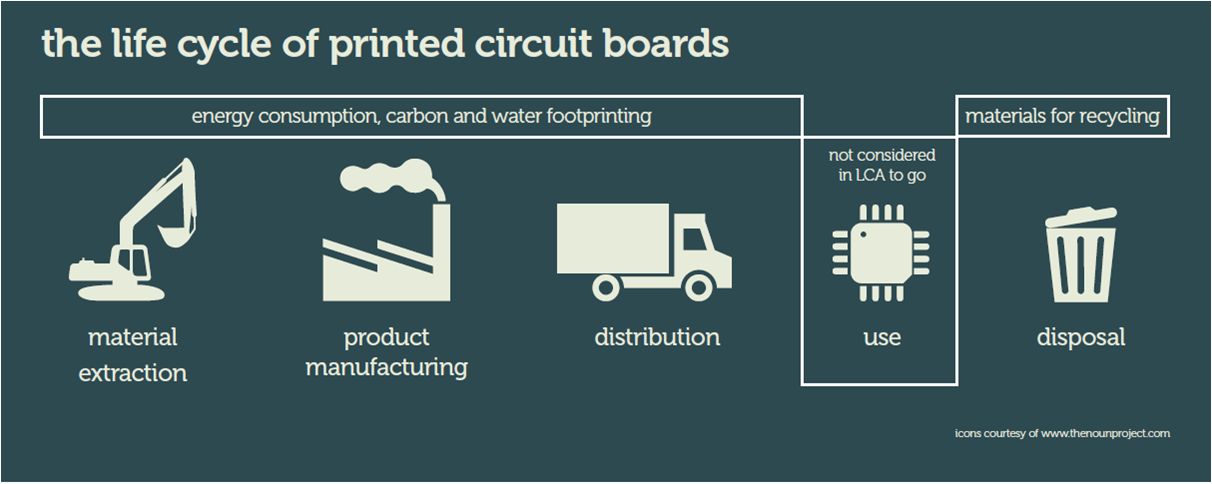 the life cycle of printed circuit boards
energy consumption, carbon and water footprinting
materials for recycling
not considered
in LCA to go
material
extraction
product
manufacturing
distribution
use
disposal
icons courtesy of www.thenounproject.com